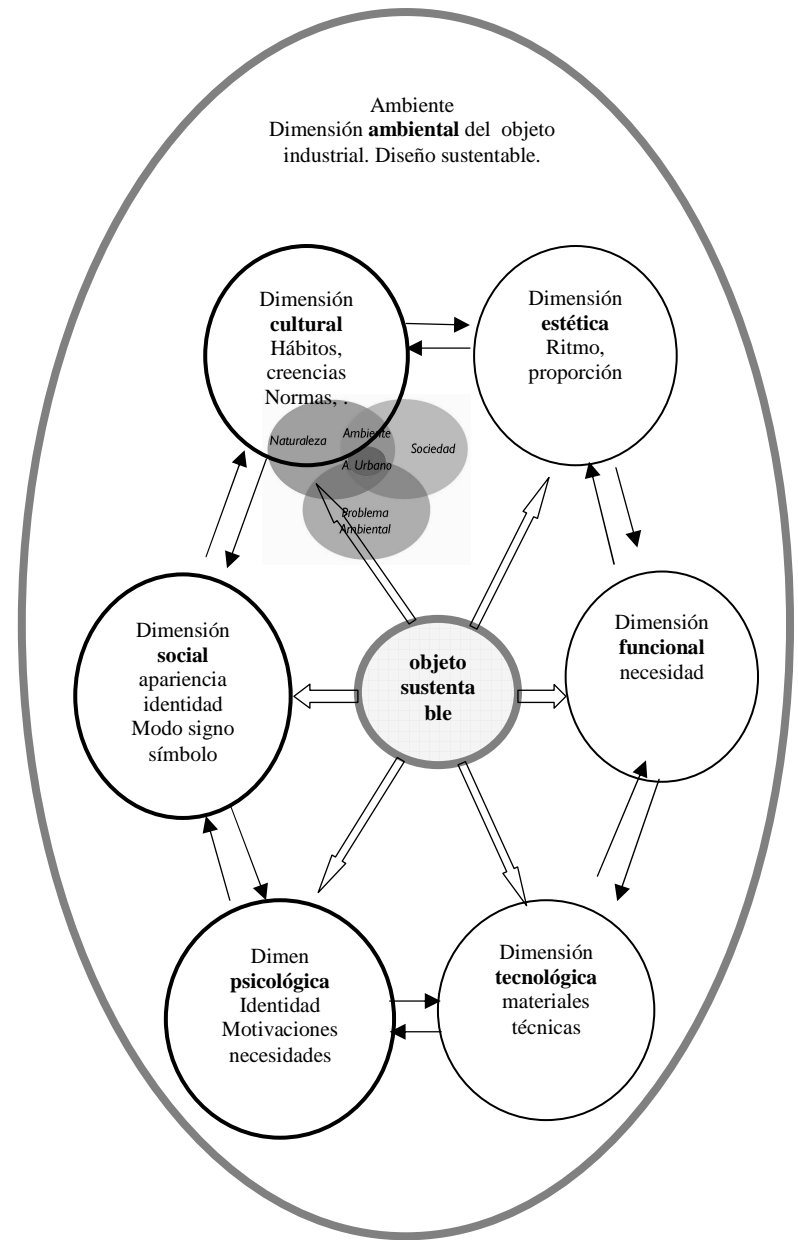 Ambiente
Dimensión ambiental del objeto
industrial. Diseño sustentable.
Dimensión
cultural
Hábitos,
creencias
Normas, .
Dimensión
estética
Ritmo,
proporción
Naturaleza
Ambiente
Sociedad
A. Urbano
Problema
Ambiental
Dimensión
social
apariencia
identidad
Modo signo
símbolo
objeto
sustenta
ble
Dimensión
funcional
necesidad
Dimen
psicológica
Identidad
Motivaciones
necesidades
Dimensión
tecnológica
materiales
técnicas